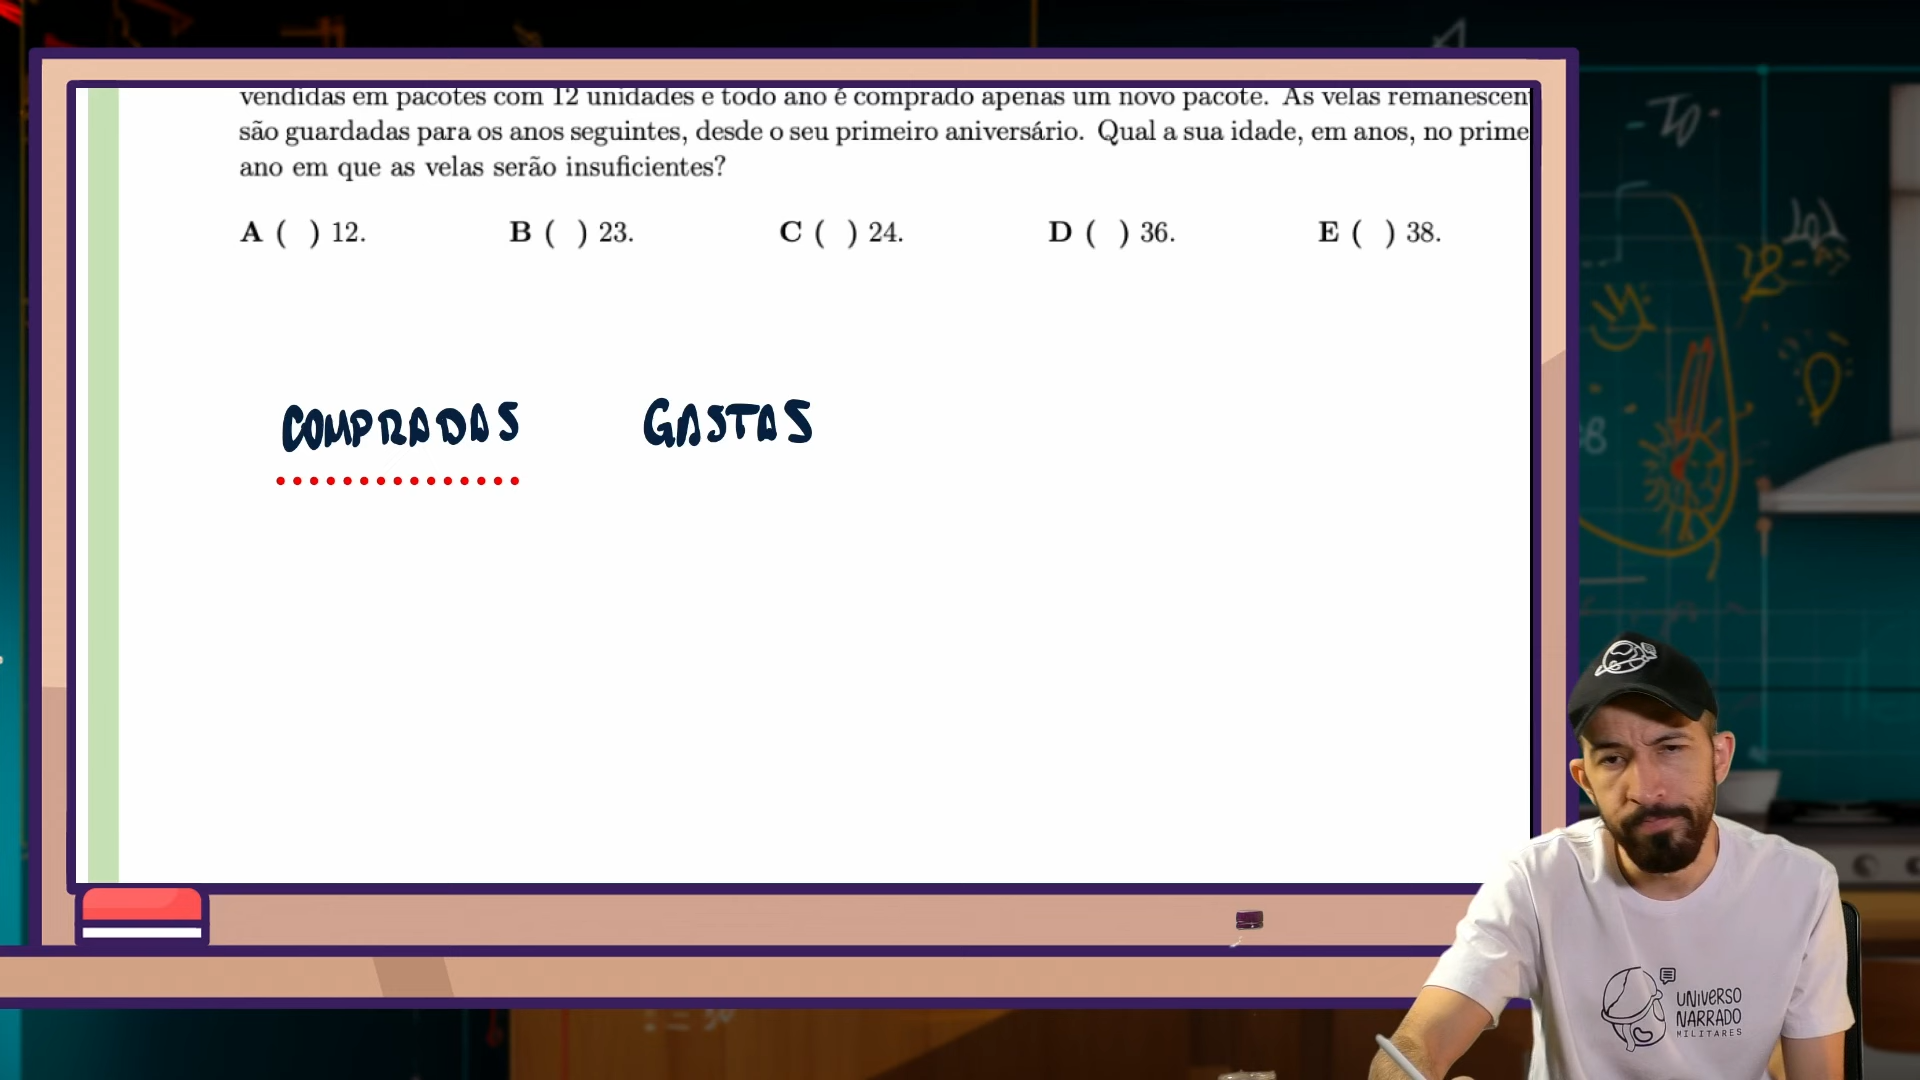 vendidas em pacotes com 12 unidades e todo ano é comprado apenas um novo pacote. As velas remanescent
são guardadas para os anos seguintes, desde o seu primeiro aniversário. Qual a sua idade, em anos, no prime
ano em que as velas serão insuficientes?
A ( ) 12. B ( ) 23. C ( ) 24. D ( ) 36. E ( ) 38.
COMPRADAS GASTAS
UNIVERSO
NARRADO
MILITARES